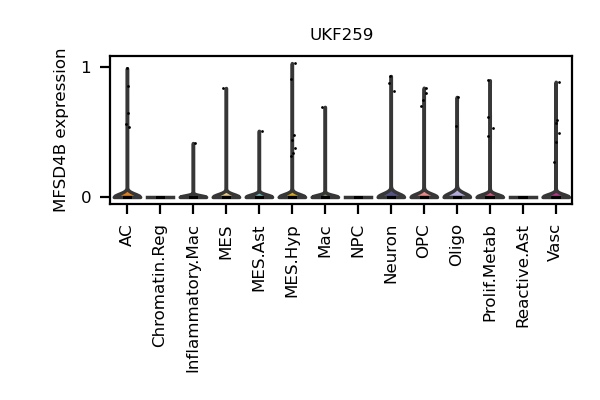 UKF259
MFSD4B expression
1
0
AC
Chromatin.Reg
Inflammatory.Mac
MES
MES.Ast
MES.Hyp
Mac
NPC
Neuron
OPC
Oligo
Prolif.Metab
Reactive.Ast
Vasc